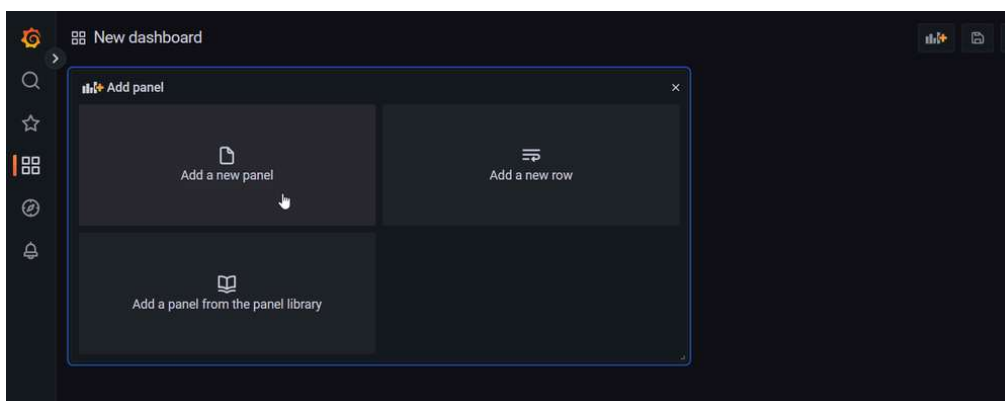 New dashboard
Add panel
Add a new panel
Add a new row
Add a panel from the panel library